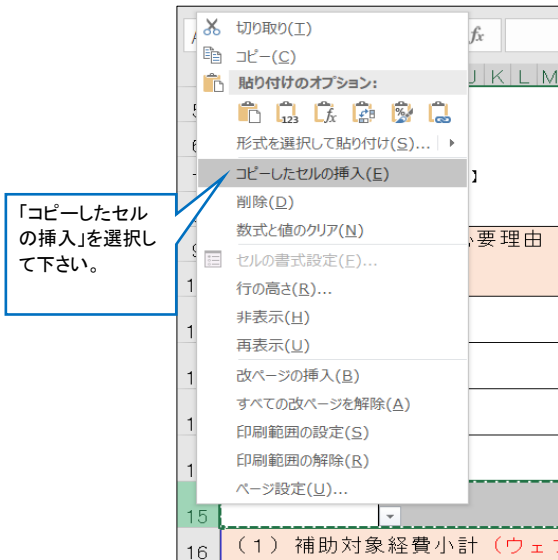 切り取り(T)
fx
コピー(C)
貼り付けのオプション:
J K L M
123
fx
%
形式を選択して貼り付け(S)...
コピーしたセルの挿入(E)
】
削除(D)
「コピーしたセル
の挿入」を選択し
て下さい。
数式と値のクリア(N)
要理由
セルの書式設定(F)...
行の高さ(R)...
非表示(H)
再表示(U)
改ページの挿入(B)
すべての改ページを解除(A)
印刷範囲の設定(S)
印刷範囲の解除(R)
ページ設定(U)...
15
16 (1) 補助対象経費小計 (ウェブ